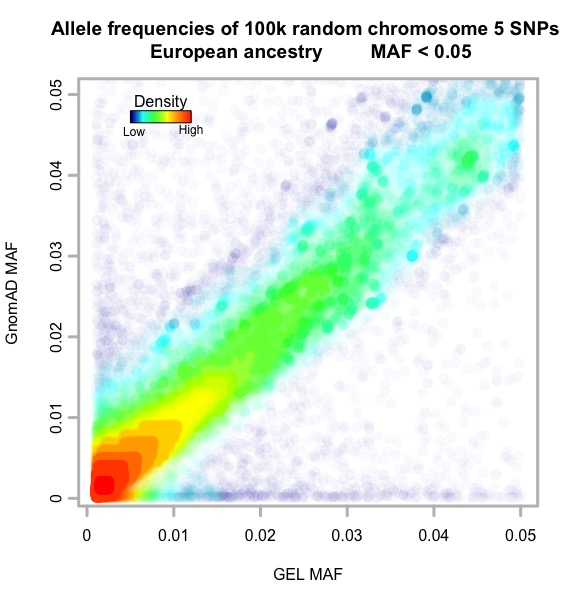 Allele frequencies of 100k random chromosome 5 SNPs
European ancestry MAF < 0.05
Density
Low High
0.05
0.04
0.03
0.02
0.01
0
GnomAD MAF
0 0.01 0.02 0.03 0.04 0.05
GEL MAF